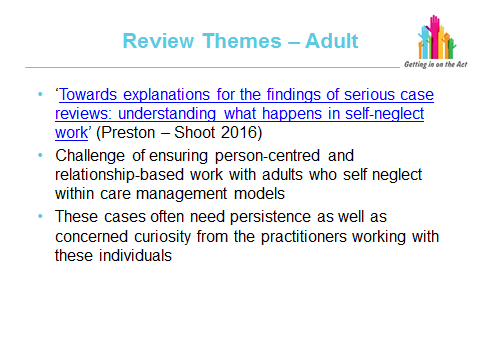 Review Themes – Adult
Getting in on the Act
• ‘Towards explanations for the findings of serious case
reviews: understanding what happens in self-neglect
work’ (Preston – Shoot 2016)
• Challenge of ensuring person-centred and
relationship-based work with adults who self neglect
within care management models
• These cases often need persistence as well as
concerned curiosity from the practitioners working with
these individuals